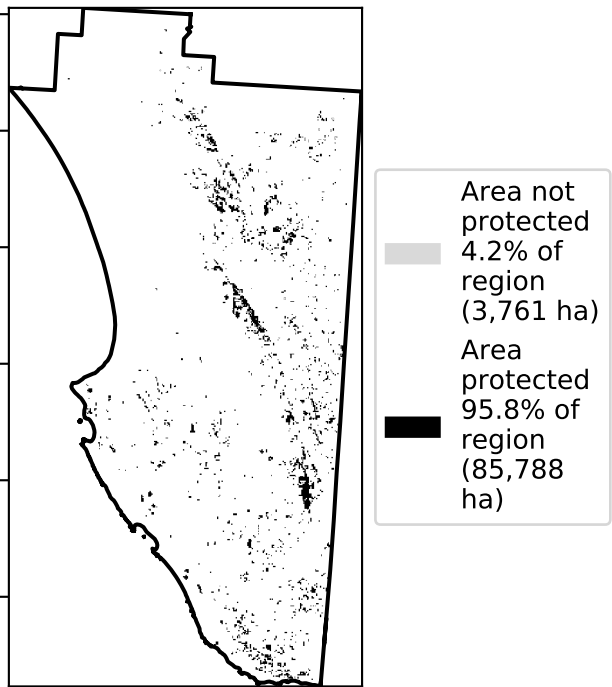 Area not
protected
4.2% of
region
(3,761 ha)
Area
protected
95.8% of
region
(85,788
ha)